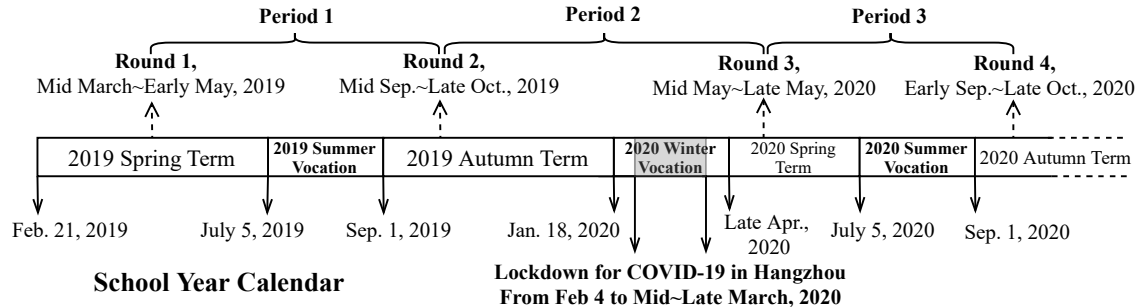 Period 1
Period 2
Period 3
Round 1,
Mid March~Early May, 2019
Round 2,
Mid Sep.~Late Oct., 2019
Round 3,
Mid May~Late May, 2020
Round 4,
Early Sep.~Late Oct., 2020
2019 Spring Term
2019 Summer
Vocation
2019 Autumn Term
2020 Winter
Vocation
2020 Spring
Term
2020 Summer
Vocation
2020 Autumn Term
Feb. 21, 2019
July 5, 2019
Sep. 1, 2019
Jan. 18, 2020
Late Apr.,
2020
July 5, 2020
Sep. 1, 2020
School Year Calendar
Lockdown for COVID-19 in Hangzhou
From Feb 4 to Mid~Late March, 2020